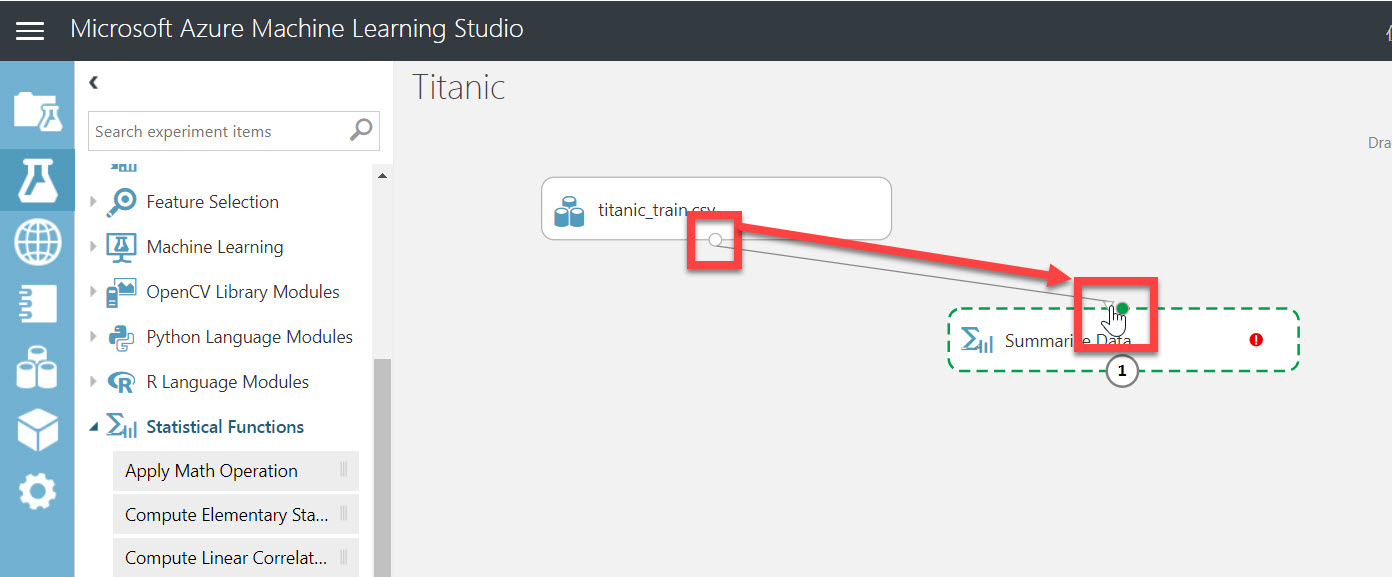 Microsoft Azure Machine Learning Studio
Titanic
Search experiment items
Dra
titanic_train.csv
Feature Selection
Machine Learning
OpenCV Library Modules
Python Language Modules
Summarize Data
1
R Language Modules
Statistical Functions
Apply Math Operation
Compute Elementary Sta...
Compute Linear Correlat...